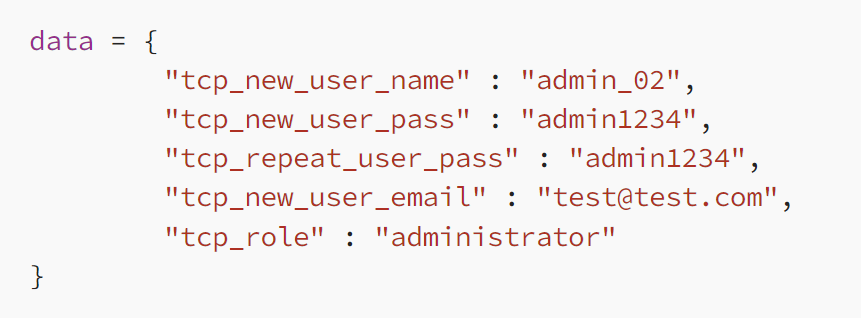 data = {
"tcp_new_user_name" : "admin_02",
"tcp_new_user_pass" : "admin1234",
"tcp_repeat_user_pass" : "admin1234",
"tcp_new_user_email" : "test@test.com",
"tcp_role" : "administrator"
}